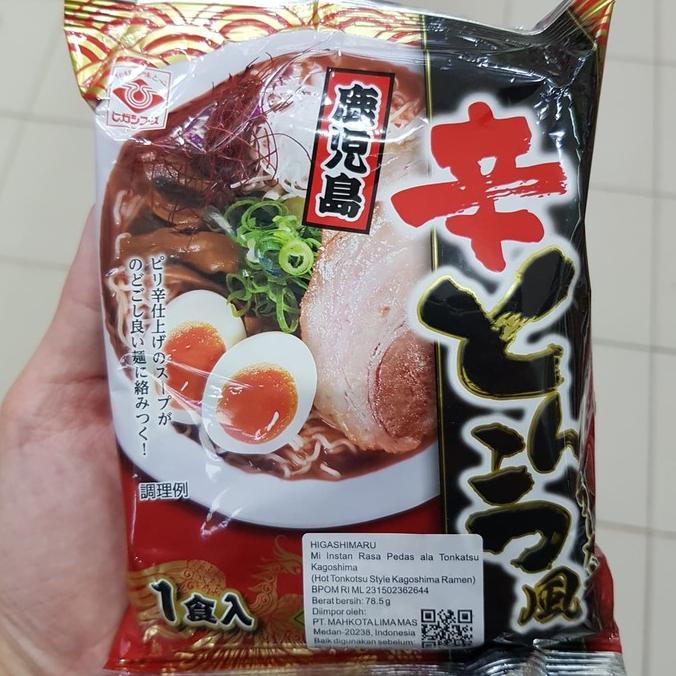 ヒガシフーズ
鹿児島
辛
とんこつ
風
ピリ辛仕上げのスープが
のどごし良い麺に絡みつく！
調理例
1食入
HIGASHIMARU
Mi Instan Rasa Pedas ala Tonkatsu
Kagoshima
(Hot Tonkotsu Style Kagoshima Ramen)
BPOM RI ML 231502362644
Berat bersih: 78.5 g
Diimpor oleh:
PT. MAHKOTA LIMA MAS
Medan-20238, Indonesia
Baik digunakan sebelum: